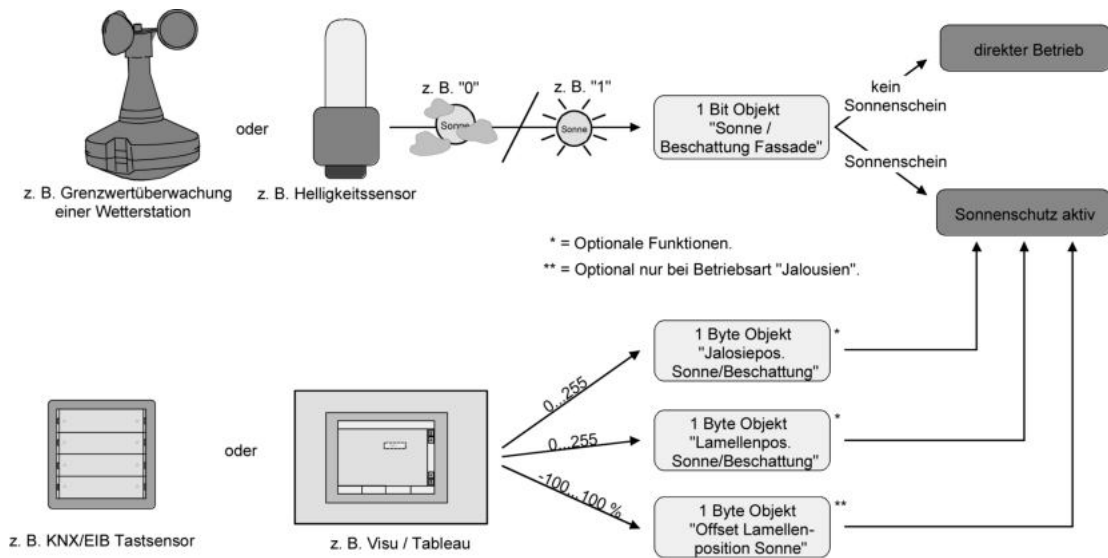 direkter Betrieb
z. B. "0"
z. B. "1"
kein
Sonnenschein
oder
Sonne
Sonne
1 Bit Objekt
"Sonne /
Beschattung Fassade"
Sonnenschein
z. B. Grenzwertüberwachung
einer Wetterstation
z. B. Helligkeitssensor
Sonnenschutz aktiv
* = Optionale Funktionen.
** = Optional nur bei Betriebsart "Jalousien".
1 Byte Objekt
"Jalosiepos.
Sonne/Beschattung"
*
0...255
oder
0...255
1 Byte Objekt
"Lamellenpos.
Sonne/Beschattung"
*
-100...100 %
1 Byte Objekt
"Offset Lamellen-
position Sonne"
**
z. B. KNX/EIB Tastsensor
z. B. Visu / Tableau